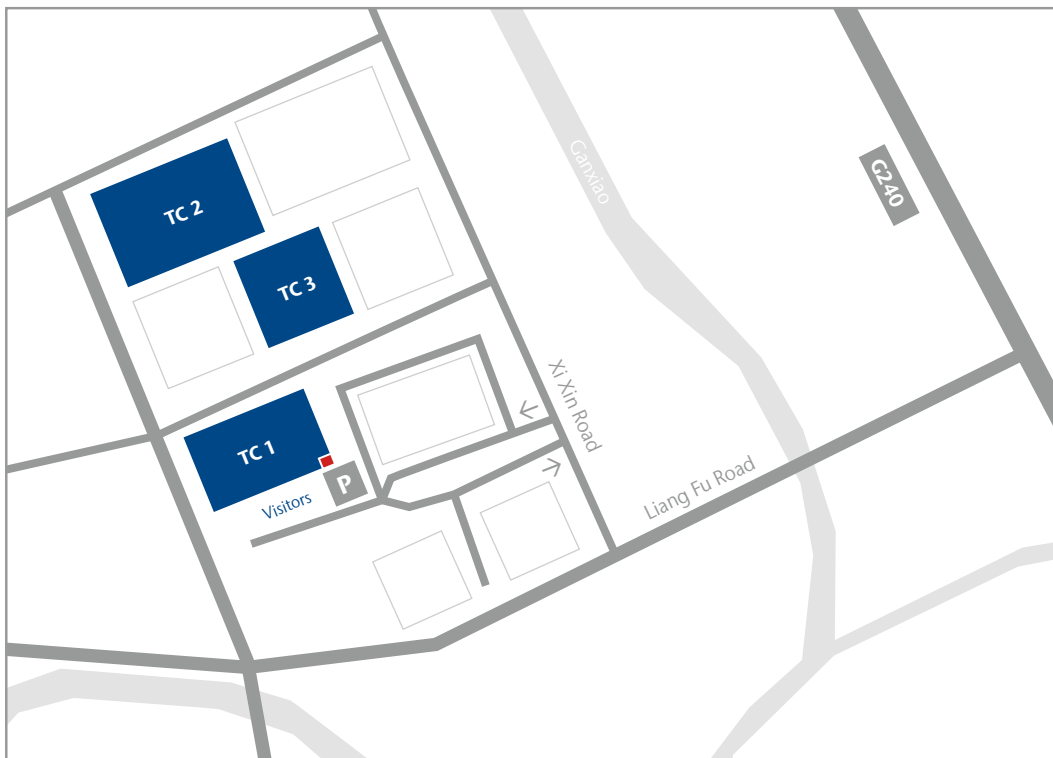 Ganxiao
G240
TC 2
TC 3
Xi Xin Road
TC 1
P
Visitors
Liang Fu Road